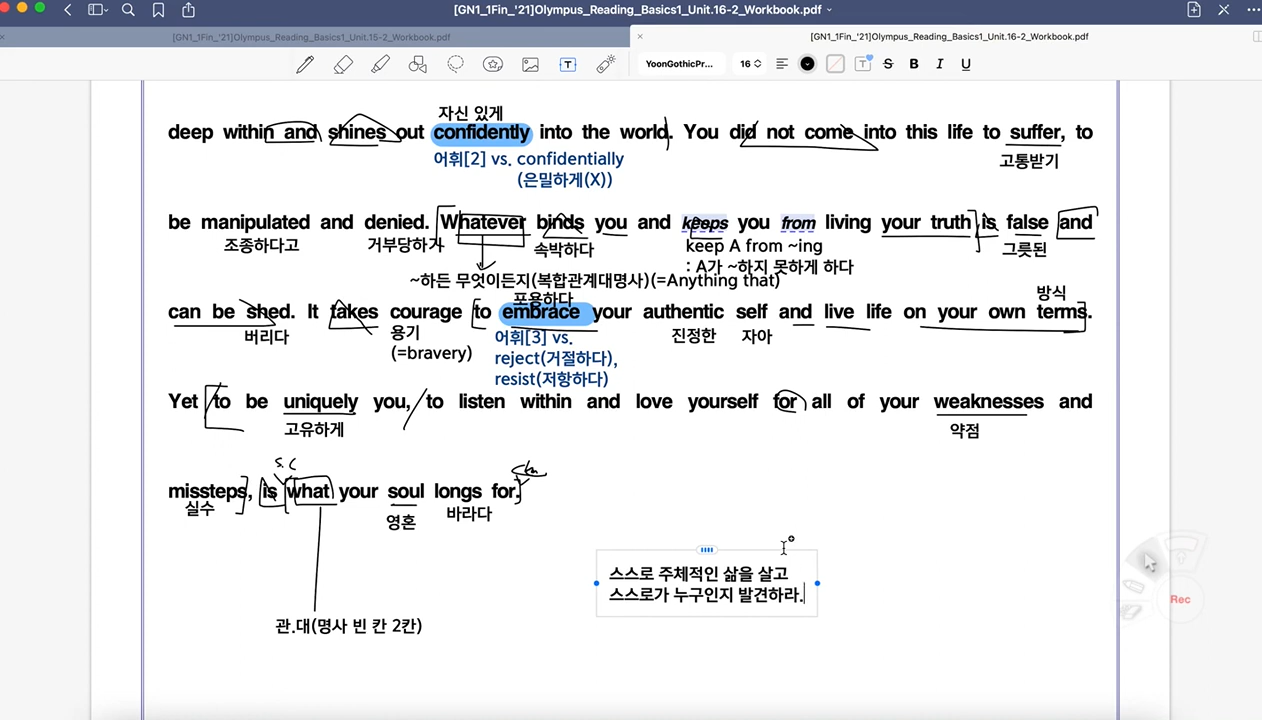 [GN1_1Fin_'21]Olympus_Reading_Basics1_Unit.16-2_Workbook.pdf
[GN1_1Fin_'21]Olympus_Reading_Basics1_Unit.15-2_Workbook.pdf
[GN1_1Fin_'21]Olympus_Reading_Basics1_Unit.16-2_Workbook.pdf
YoonGothicPr... 16 B I U
자신 있게
deep within and shines out confidently into the world. You did not come into this life to suffer, to
어휘[2] vs. confidentially
(은밀하게(X))
고통받기
be manipulated and denied. Whatever binds you and keeps you from living your truth is false and
조종하다고 거부당하기 속박하다 keep A from ~ing 그릇된
: A가 ~하지 못하게 하다
~하든 무엇이든지(복합관계대명사)(=Anything that)
포용하다 방식
can be shed. It takes courage to embrace your authentic self and live life on your own terms.
버리다 용기 어휘[3] vs. 진정한 자아
(=bravery) reject(거절하다),
resist(저항하다)
Yet to be uniquely you, to listen within and love yourself for all of your weaknesses and
고유하게 약점
s.c
missteps, is what your soul longs for.
실수 영혼 바라다
스스로 주체적인 삶을 살고
스스로가 누구인지 발견하라.
Rec
관.대(명사 빈 칸 2칸)